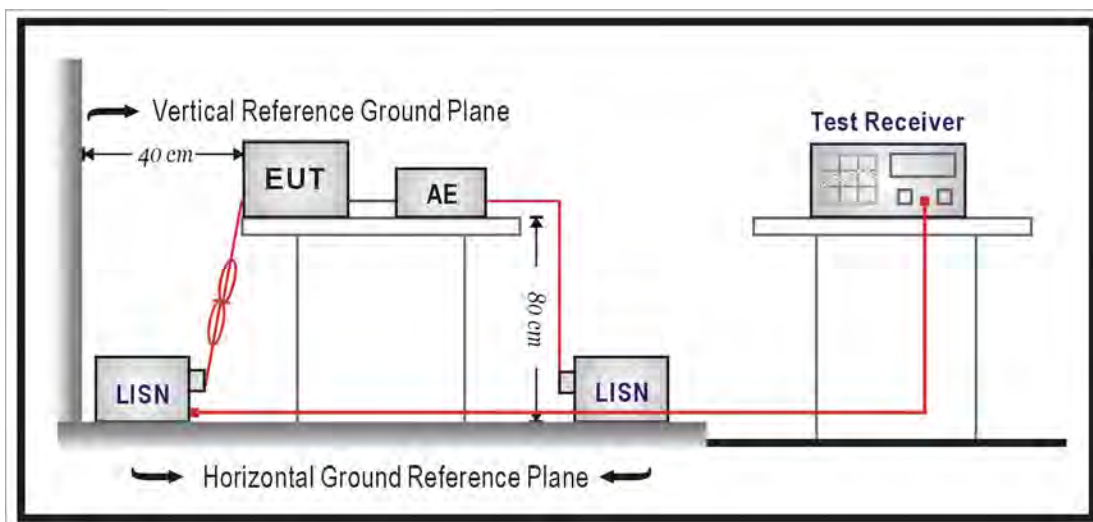 Vertical Reference Ground Plane
Test Receiver
40 cm
EUT
AE
80 cm
LISN
LISN
Horizontal Ground Reference Plane